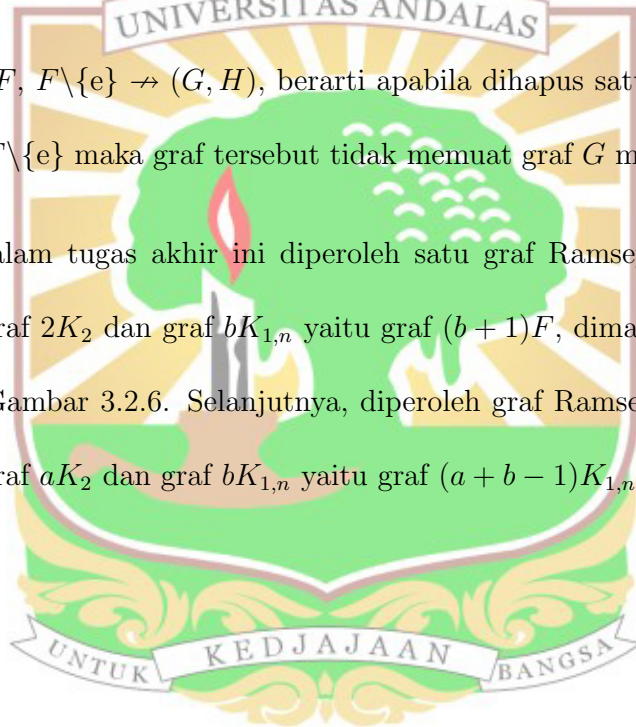 UNIVERSITAS ANDALAS
F, F\{e} ↛ (G, H), berarti apabila dihapus satu
F\{e} maka graf tersebut tidak memuat graf G m
alam tugas akhir ini diperoleh satu graf Ramse
raf 2K₂ dan graf bK₁,ₙ yaitu graf (b + 1)F, dima
Gambar 3.2.6. Selanjutnya, diperoleh graf Ramse
raf aK₂ dan graf bK₁,ₙ yaitu graf (a + b − 1)K₁,ₙ
UNTUK KEDJAJAAN BANGSA